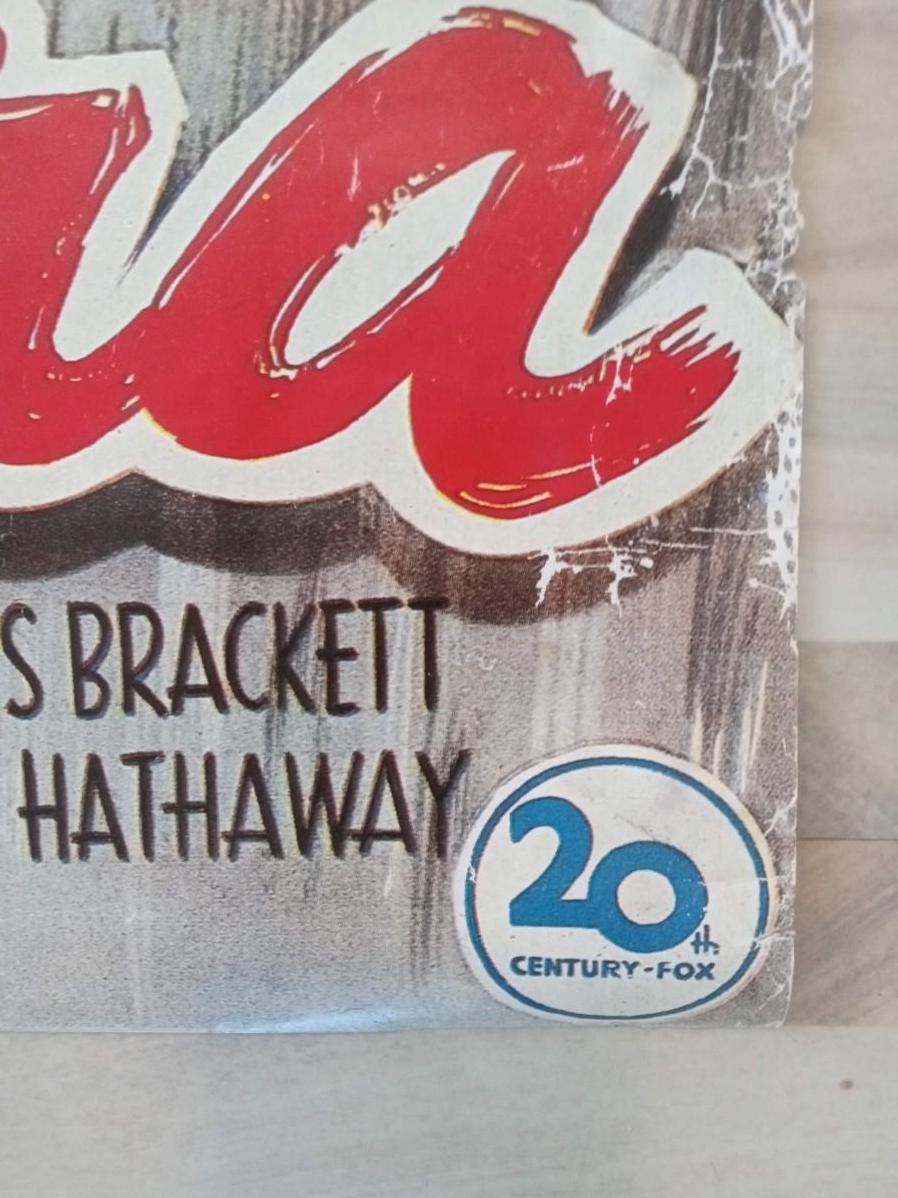 a
S BRACKETT
HATHAWAY
20th.
CENTURY-FOX